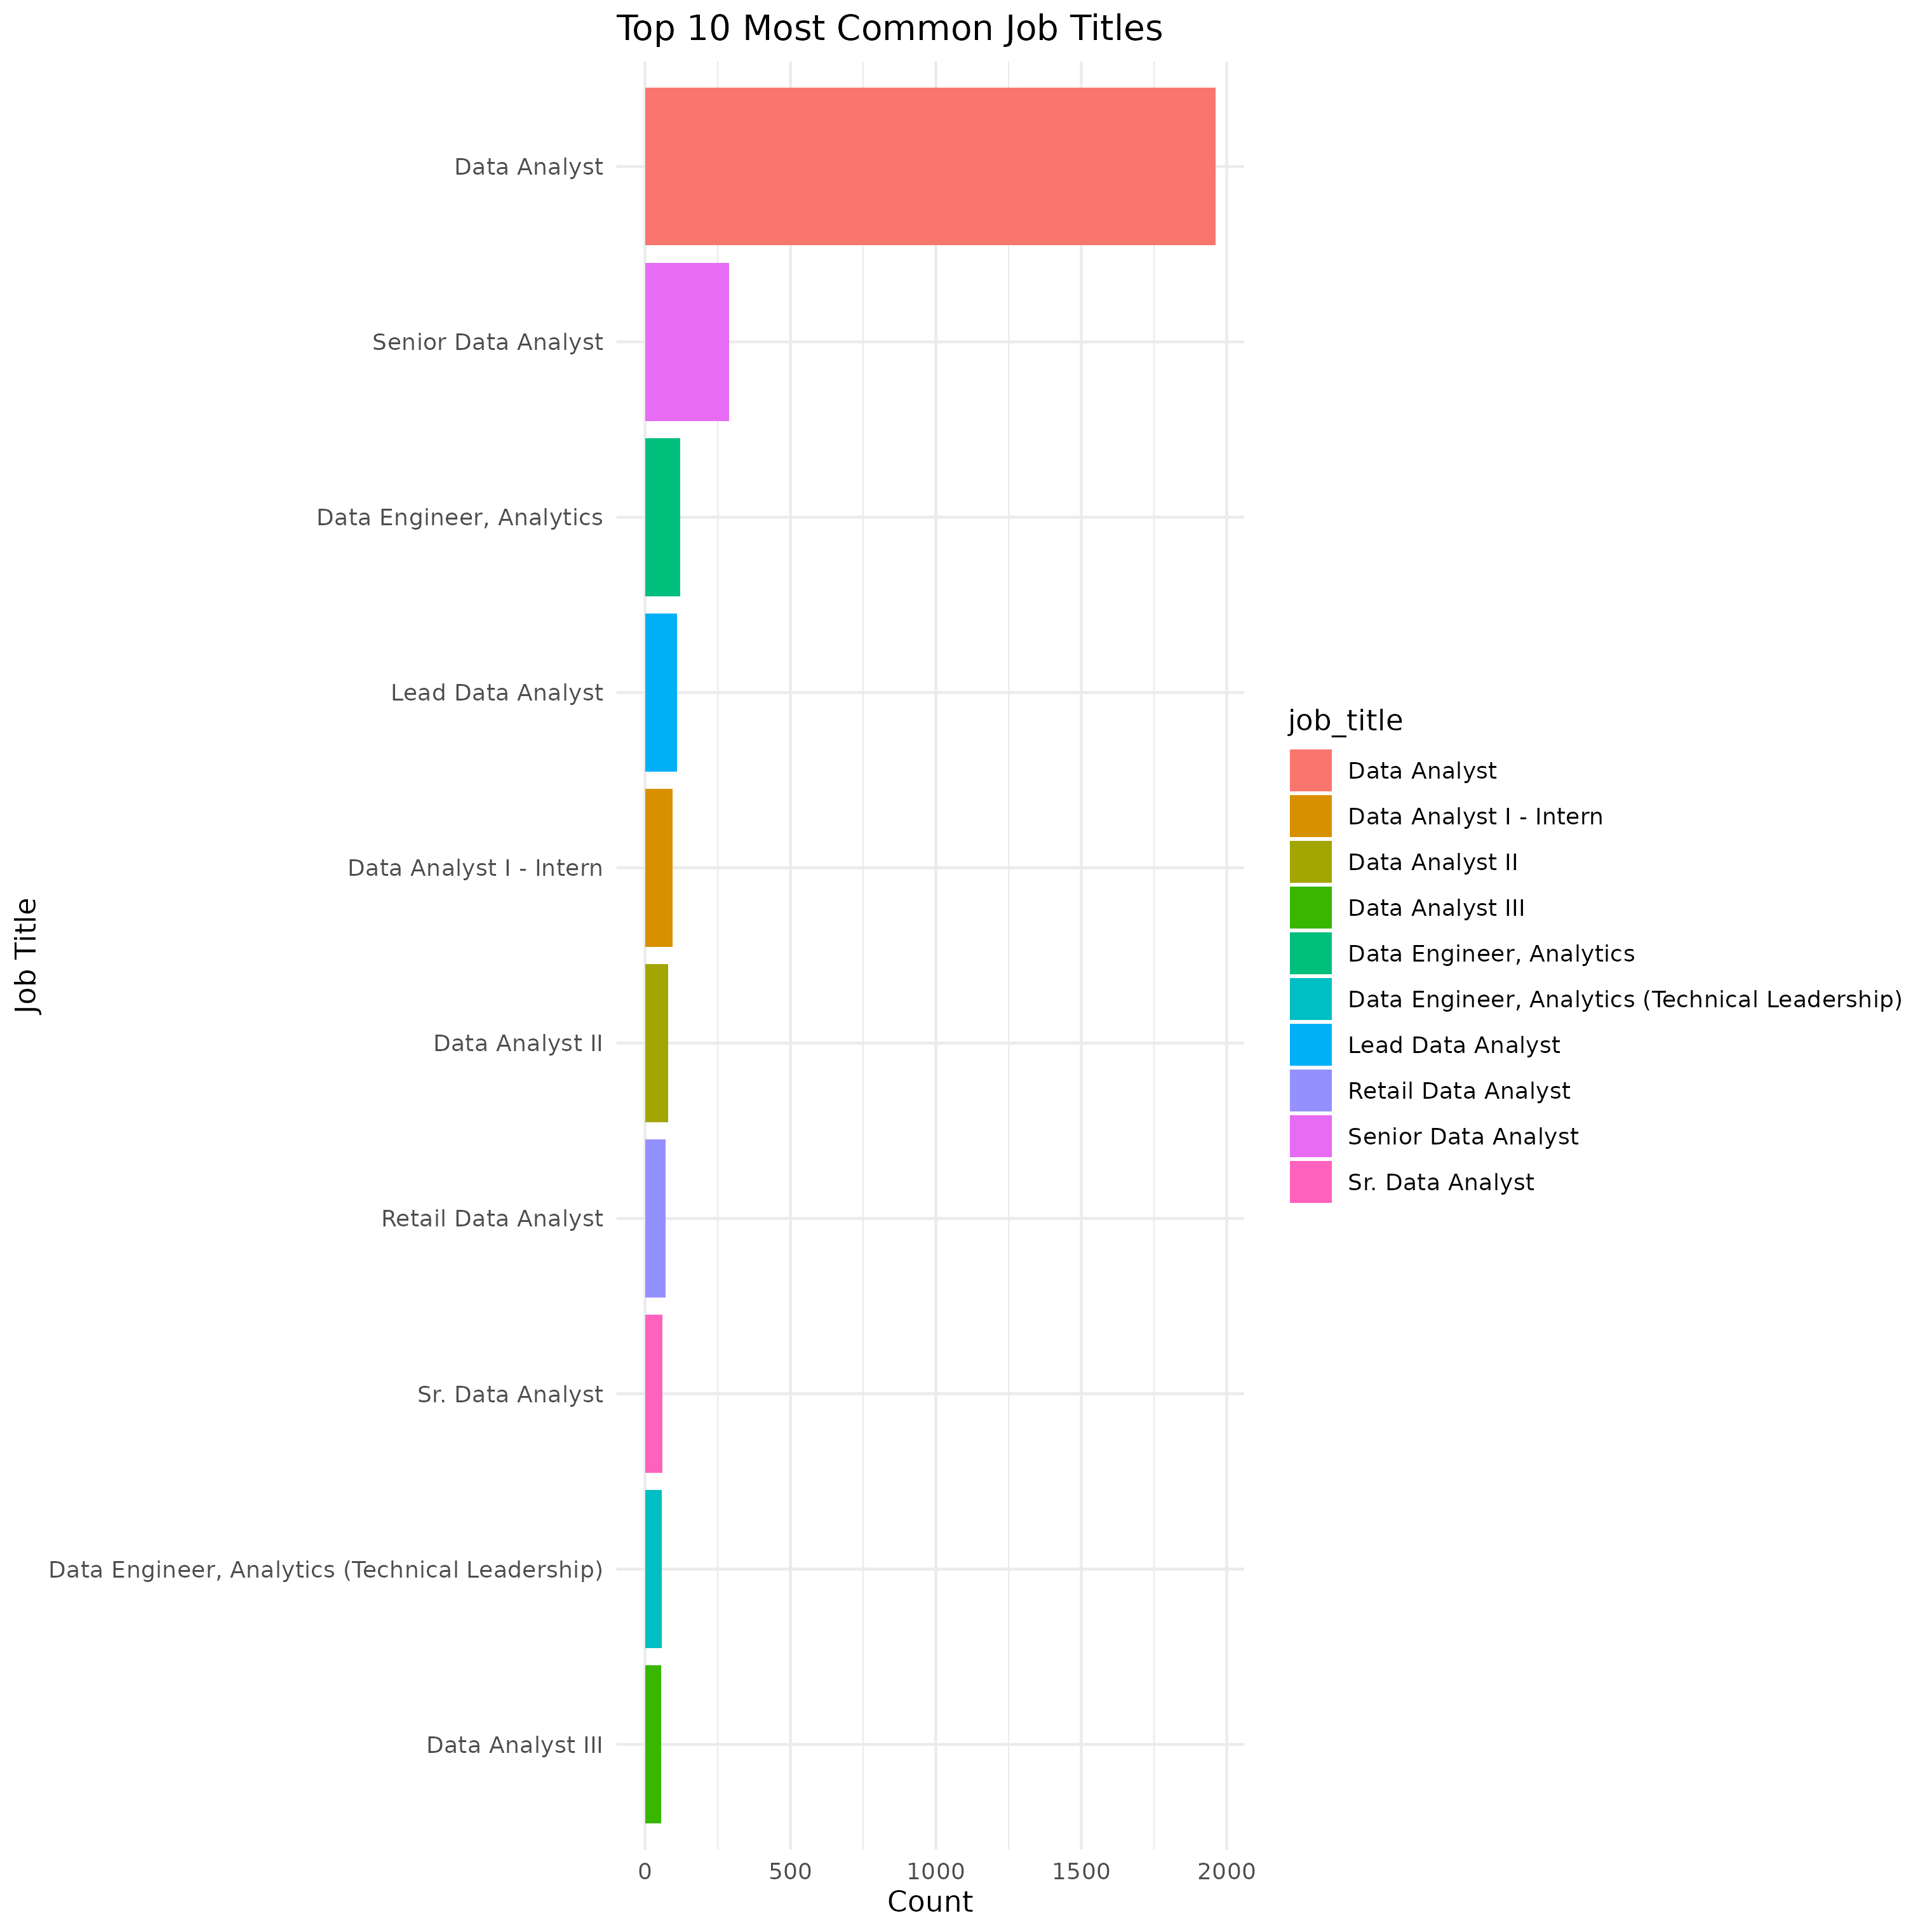 Top 10 Most Common Job Titles
Job Title
Data Analyst
Senior Data Analyst
Data Engineer, Analytics
Lead Data Analyst
Data Analyst I - Intern
Data Analyst II
Retail Data Analyst
Sr. Data Analyst
Data Engineer, Analytics (Technical Leadership)
Data Analyst III
0 500 1000 1500 2000
Count
job_title
Data Analyst
Data Analyst I - Intern
Data Analyst II
Data Analyst III
Data Engineer, Analytics
Data Engineer, Analytics (Technical Leadership)
Lead Data Analyst
Retail Data Analyst
Senior Data Analyst
Sr. Data Analyst